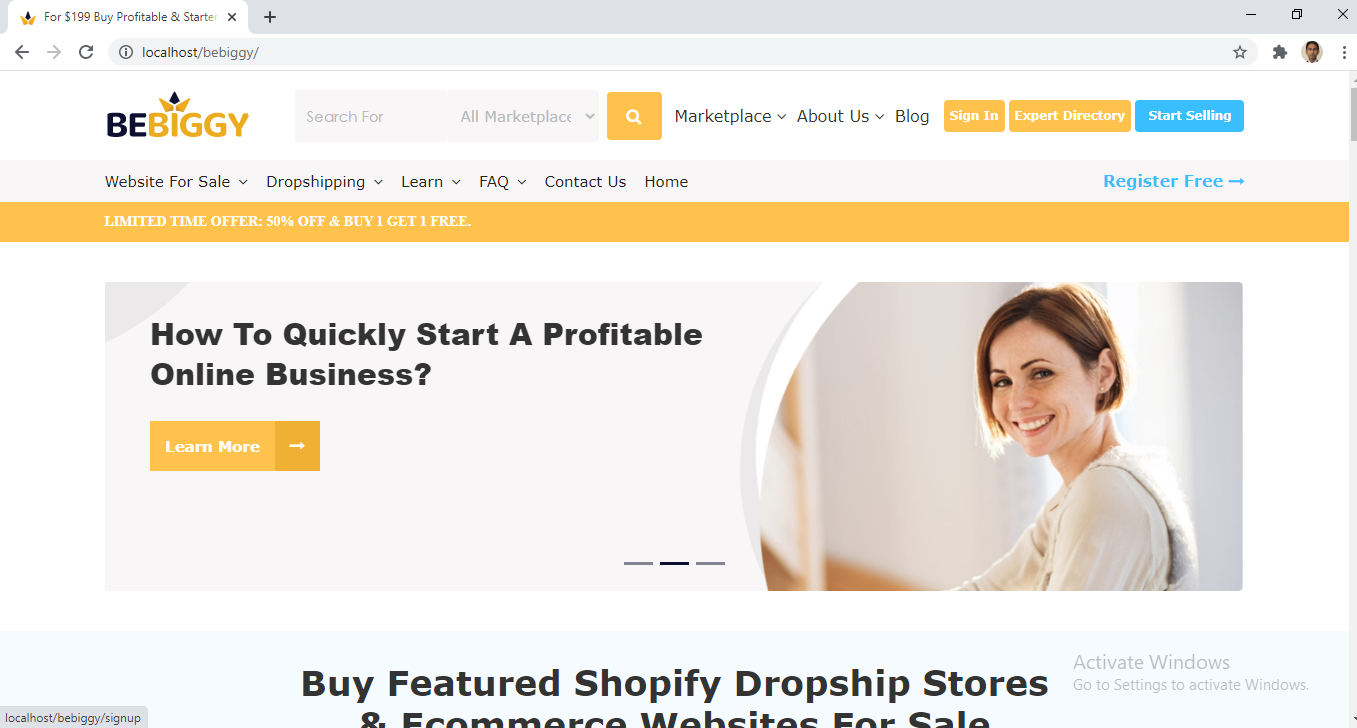 For $199 Buy Profitable & Starter
localhost/bebiggy/
BEBIGGY
Search For
All Marketplace
Marketplace
About Us
Blog
Sign In
Expert Directory
Start Selling
Website For Sale
Dropshipping
Learn
FAQ
Contact Us
Home
Register Free
LIMITED TIME OFFER: 50% OFF & BUY 1 GET 1 FREE.
How To Quickly Start A Profitable
Online Business?
Learn More
Buy Featured Shopify Dropship Stores
& Ecommerce Websites For Sale
Activate Windows
Go to Settings to activate Windows.
localhost/bebiggy/signup